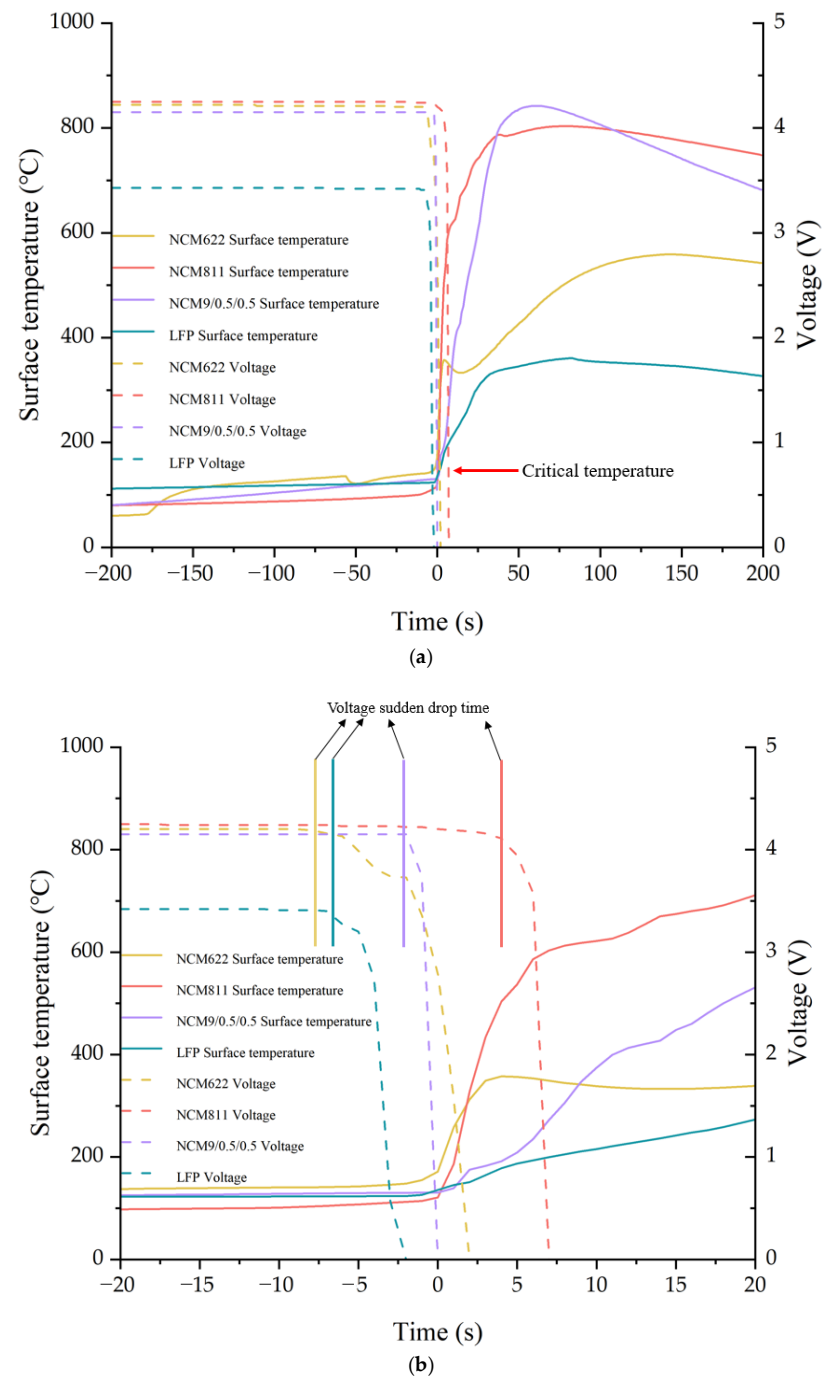 1000
800
600
400
200
0
Surface temperature (°C)
5
4
3
2
1
0
Voltage (V)
NCM622 Surface temperature
NCM811 Surface temperature
NCM9/0.5/0.5 Surface temperature
LFP Surface temperature
NCM622 Voltage
NCM811 Voltage
NCM9/0.5/0.5 Voltage
LFP Voltage
Critical temperature
−200 −150 −100 −50 0 50 100 150 200
Time (s)
(a)
Voltage sudden drop time
1000
800
600
400
200
0
Surface temperature (°C)
5
4
3
2
1
0
Voltage (V)
NCM622 Surface temperature
NCM811 Surface temperature
NCM9/0.5/0.5 Surface temperature
LFP Surface temperature
NCM622 Voltage
NCM811 Voltage
NCM9/0.5/0.5 Voltage
LFP Voltage
−20 −15 −10 −5 0 5 10 15 20
Time (s)
(b)